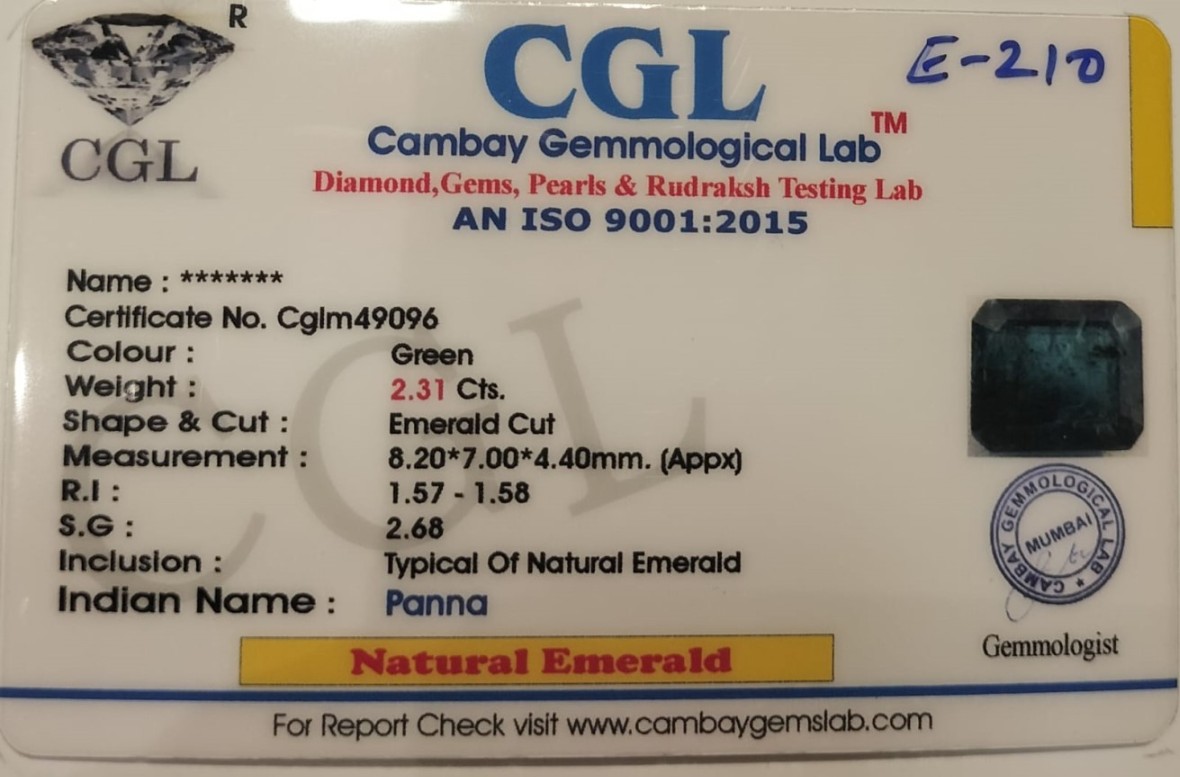 R
CGL
CGL
E-210
TM
Cambay Gemmological Lab
Diamond,Gems, Pearls & Rudraksh Testing Lab
AN ISO 9001:2015
Name : *******
Certificate No. Cglm49096
Colour : Green
Weight : 2.31 Cts.
Shape & Cut : Emerald Cut
Measurement : 8.20*7.00*4.40mm. (Appx)
R.I : 1.57 - 1.58
S.G : 2.68
Inclusion : Typical Of Natural Emerald
Indian Name : Panna
CGL
CAMBAY GEMMOLOGICAL LAB ★
MUMBAI
Gemmologist
Natural Emerald
For Report Check visit www.cambaygemslab.com